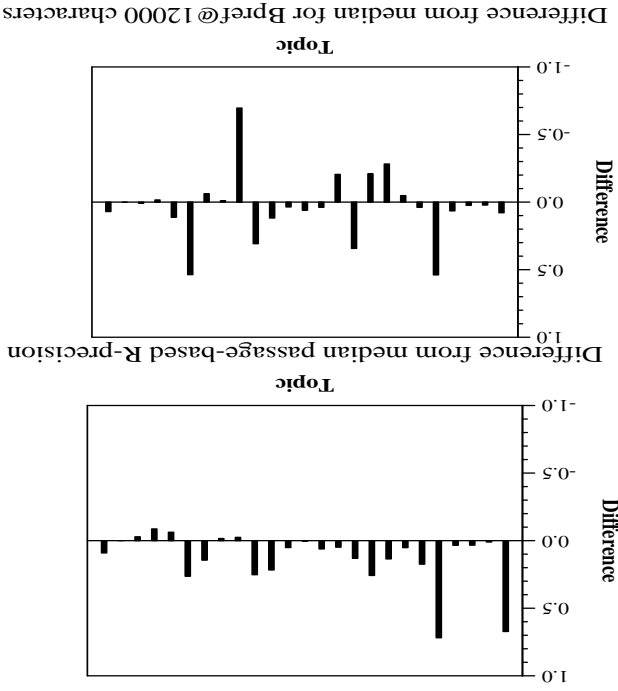 1.0
0.5
0.0
-0.5
-1.0
Difference
Topic
Difference from median passage-based R-precision
1.0
0.5
0.0
-0.5
-1.0
Difference
Topic
Difference from median for Bpref@12000 characters